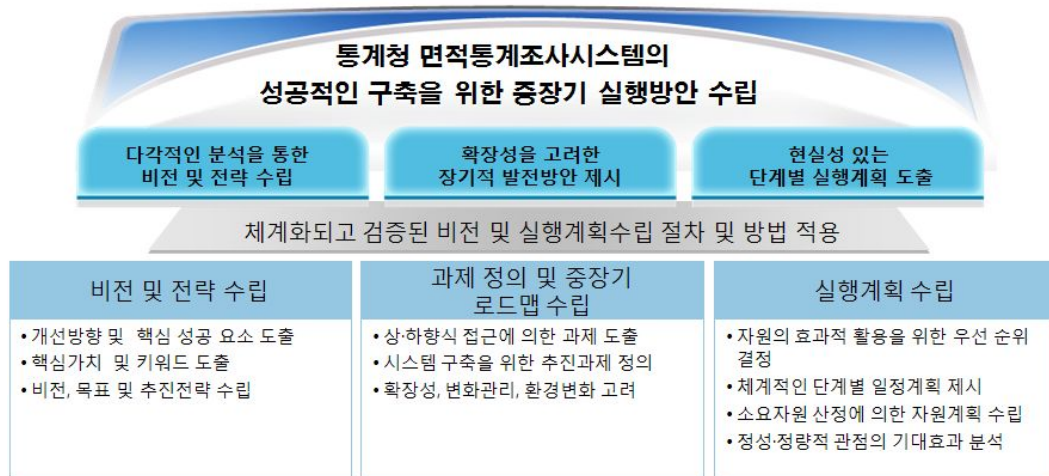 통계청 면적통계조사시스템의
성공적인 구축을 위한 중장기 실행방안 수립
다각적인 분석을 통한
비전 및 전략 수립
확장성을 고려한
장기적 발전방안 제시
현실성 있는
단계별 실행계획 도출
체계화되고 검증된 비전 및 실행계획수립 절차 및 방법 적용
비전 및 전략 수립
• 개선방향 및 핵심 성공 요소 도출
• 핵심가치 및 키워드 도출
• 비전, 목표 및 추진전략 수립
과제 정의 및 중장기
로드맵 수립
• 상·하향식 접근에 의한 과제 도출
• 시스템 구축을 위한 추진과제 정의
• 확장성, 변화관리, 환경변화 고려
실행계획 수립
• 자원의 효과적 활용을 위한 우선 순위
결정
• 체계적인 단계별 일정계획 제시
• 소요자원 산정에 의한 자원계획 수립
• 정성·정량적 관점의 기대효과 분석